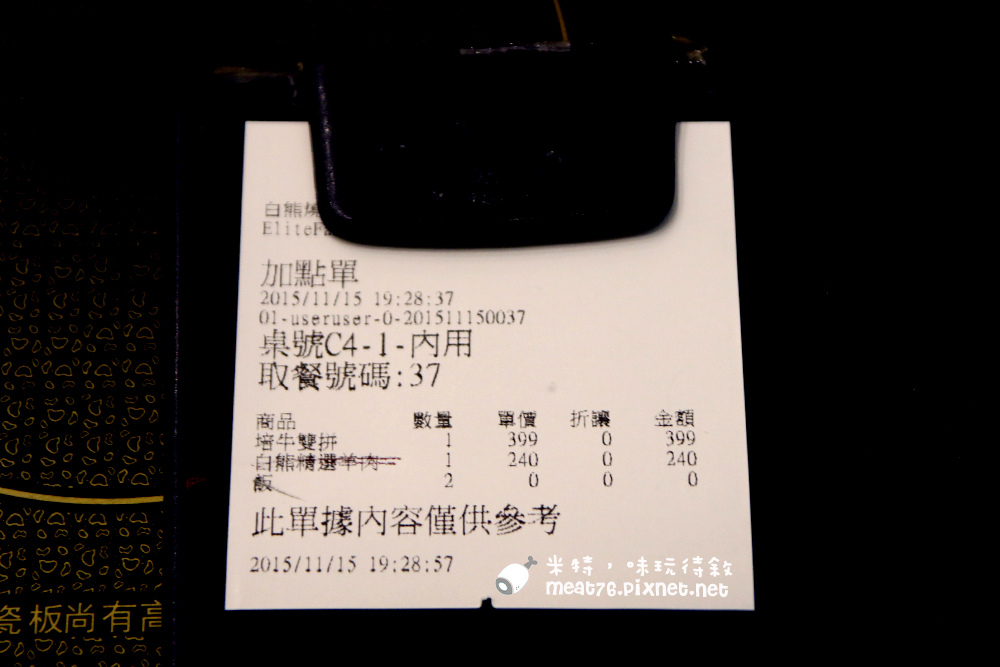 白熊燒
EliteFa
加點單
2015/11/15 19:28:37
01-useruser-0-201511150037
桌號C4-1-內用
取餐號碼:37
商品 數量 單價 折讓 金額
培牛雙拼 1 399 0 399
白熊精選羊肉 1 240 0 240
飯 2 0 0 0
此單據內容僅供參考
2015/11/15 19:28:57
米特，味玩待敘
meat76.pixnet.net
瓷板尚有高